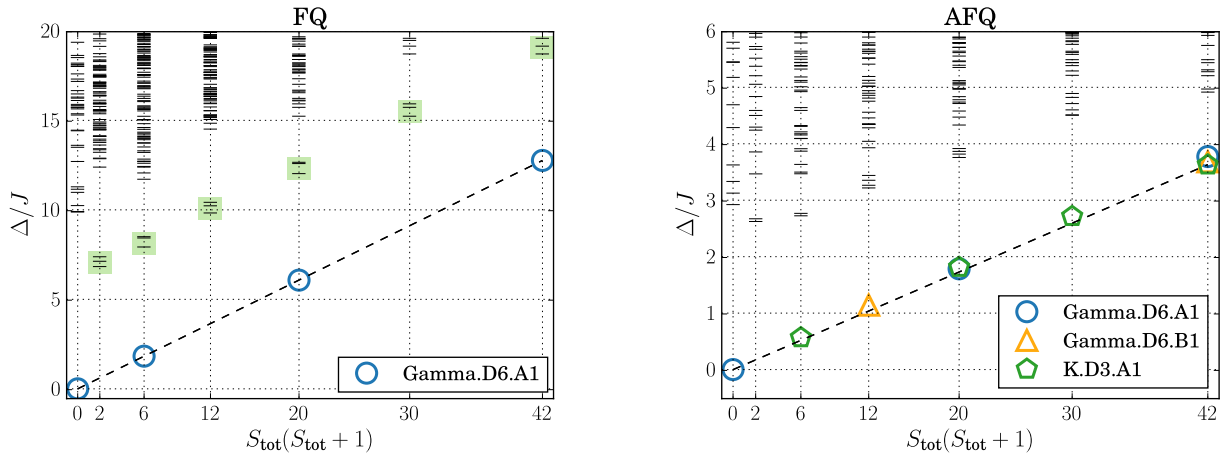 FQ
20
15
10
5
0
Δ/J
0 2 6 12 20 30 42
S_tot(S_tot + 1)
Gamma.D6.A1
AFQ
6
5
4
3
2
1
0
Δ/J
0 2 6 12 20 30 42
S_tot(S_tot + 1)
Gamma.D6.A1
Gamma.D6.B1
K.D3.A1